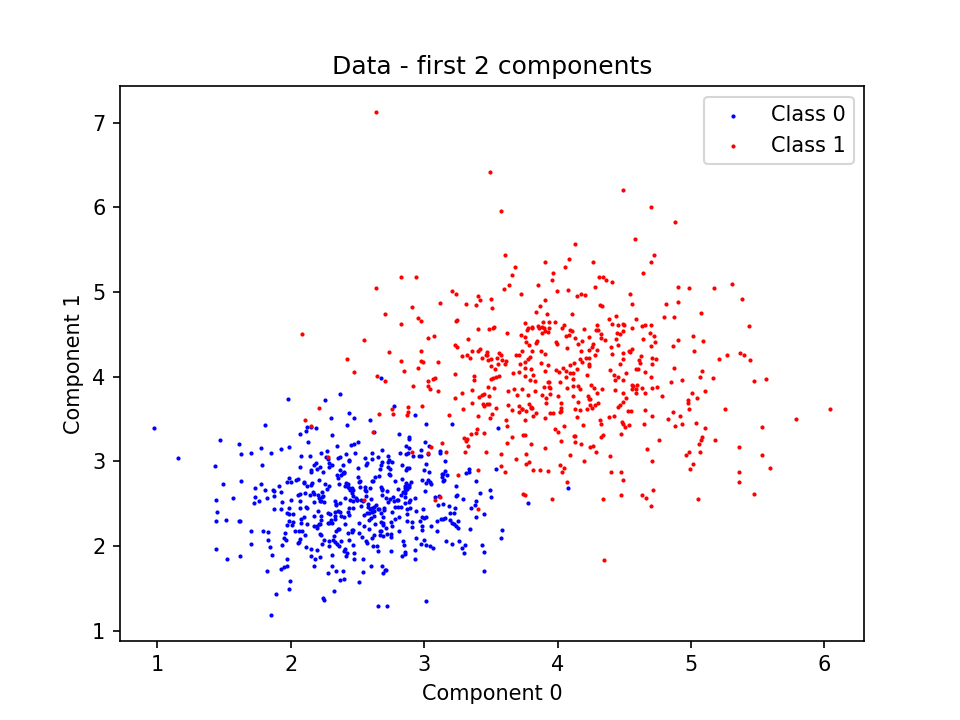 Data - first 2 components
Class 0
Class 1
7
6
5
4
3
2
1
Component 1
1 2 3 4 5 6
Component 0